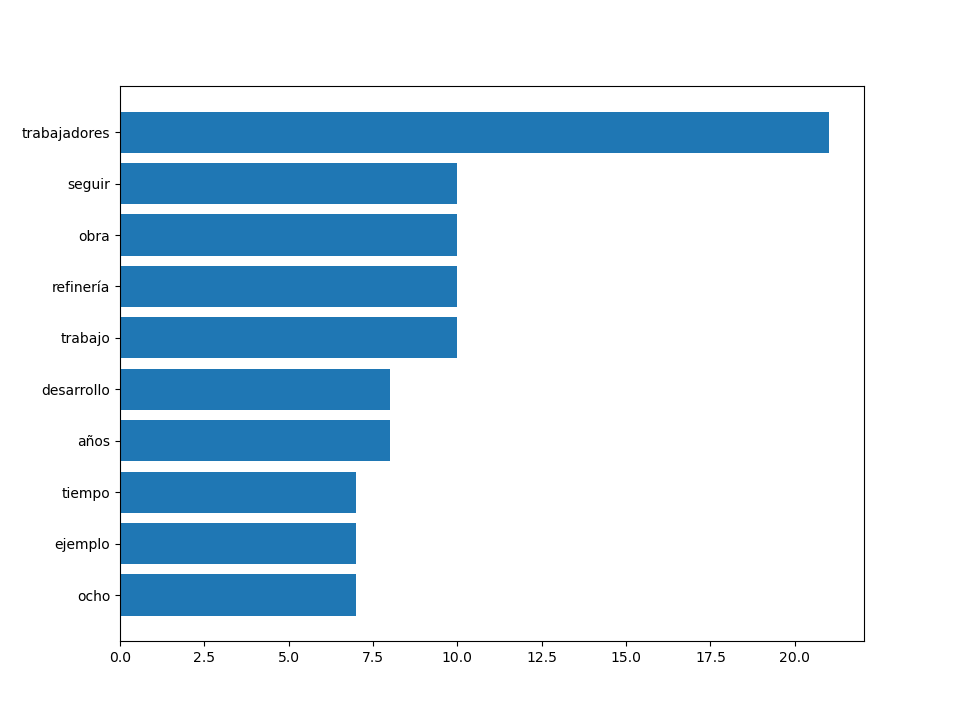 trabajadores
seguir
obra
refinería
trabajo
desarrollo
años
tiempo
ejemplo
ocho
0.0 2.5 5.0 7.5 10.0 12.5 15.0 17.5 20.0